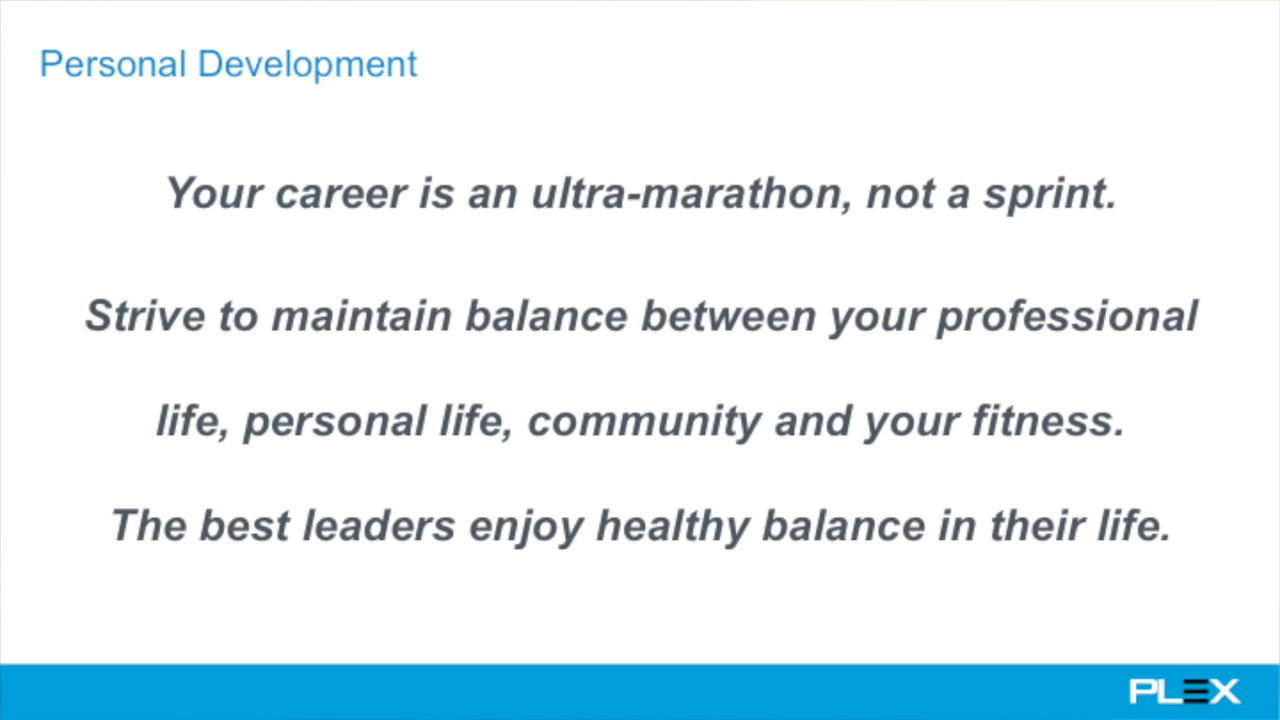 Personal Development
Your career is an ultra-marathon, not a sprint.
Strive to maintain balance between your professional
life, personal life, community and your fitness.
The best leaders enjoy healthy balance in their life.
PLEX